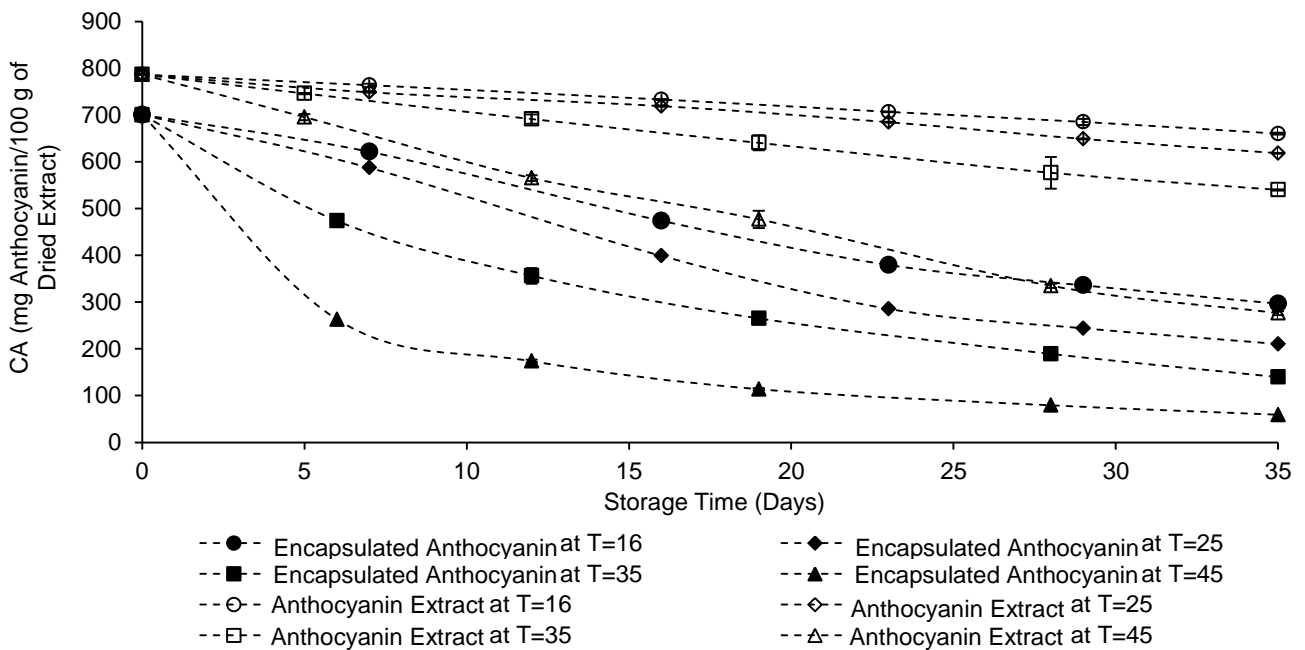 CA (mg Anthocyanin/100 g of
Dried Extract)
900
800
700
600
500
400
300
200
100
0
0 5 10 15 20 25 30 35
Storage Time (Days)
Encapsulated Anthocyanin at T=16
Encapsulated Anthocyanin at T=25
Encapsulated Anthocyanin at T=35
Encapsulated Anthocyanin at T=45
Anthocyanin Extract at T=16
Anthocyanin Extract at T=25
Anthocyanin Extract at T=35
Anthocyanin Extract at T=45